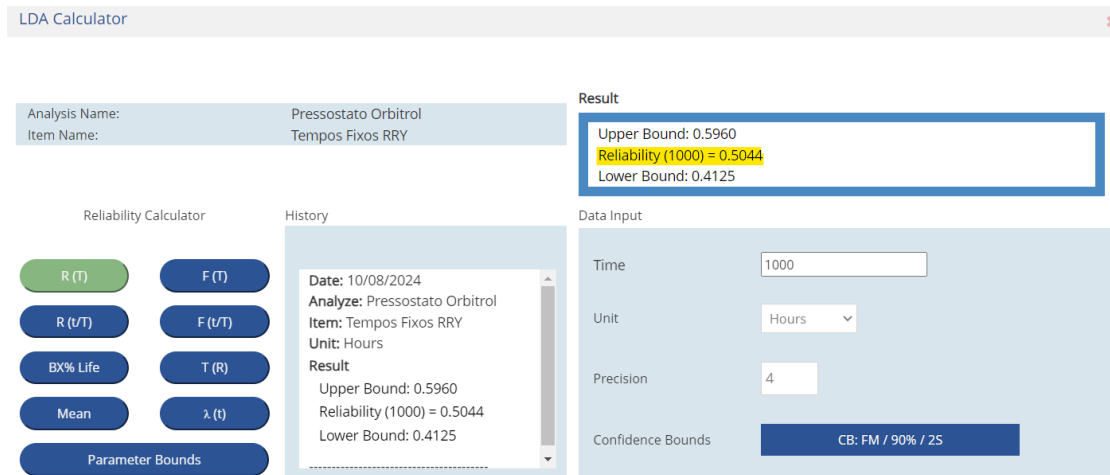 LDA Calculator
Analysis Name: Pressostato Orbitrol
Item Name: Tempos Fixos RRY
Result
Upper Bound: 0.5960
Reliability (1000) = 0.5044
Lower Bound: 0.4125
Reliability Calculator
R (T) F (T)
R (t/T) F (t/T)
BX% Life T (R)
Mean λ (t)
Parameter Bounds
History
Date: 10/08/2024
Analyze: Pressostato Orbitrol
Item: Tempos Fixos RRY
Unit: Hours
Result
Upper Bound: 0.5960
Reliability (1000) = 0.5044
Lower Bound: 0.4125
---------------------------------------
Data Input
Time 1000
Unit Hours
Precision 4
Confidence Bounds CB: FM / 90% / 2S